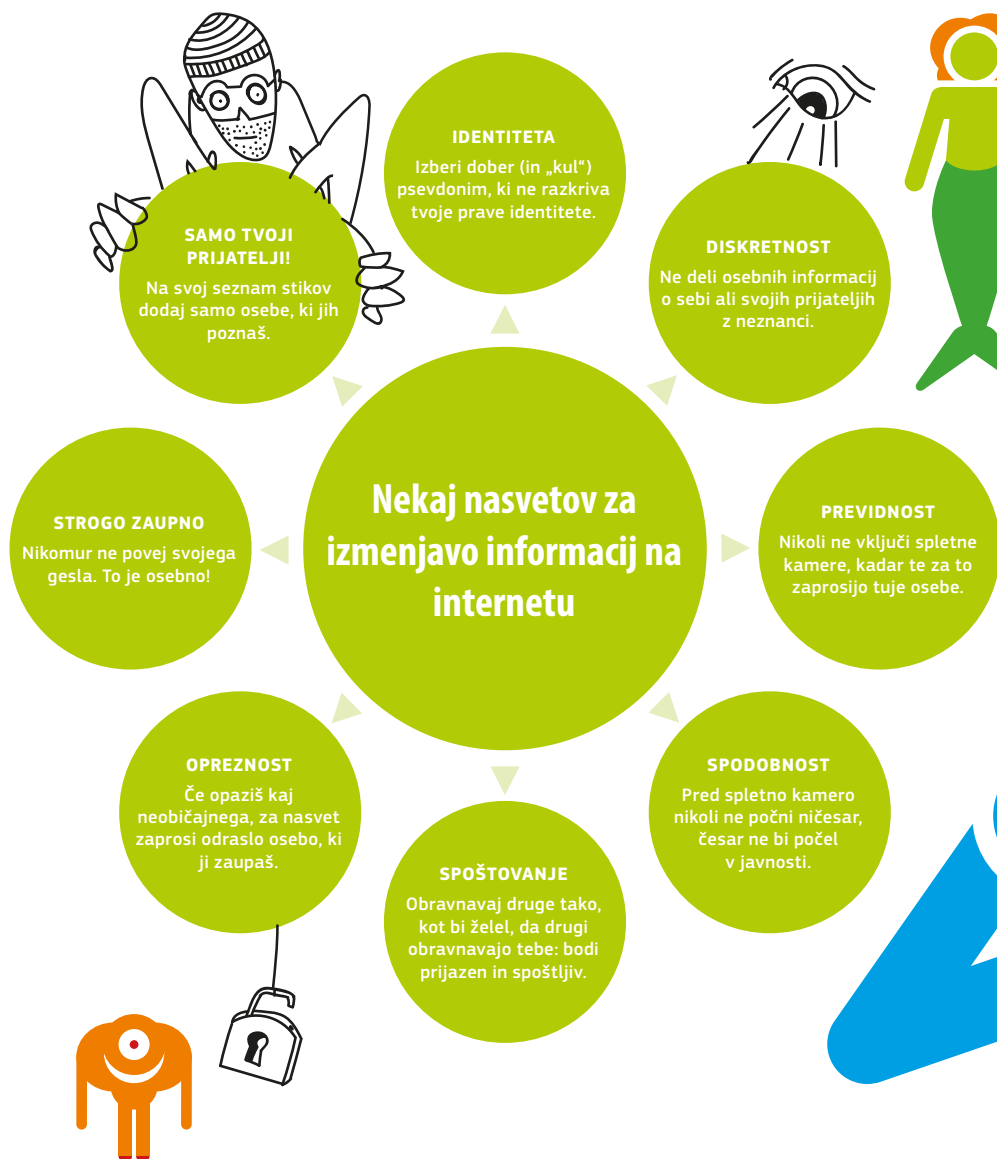 Nekaj nasvetov za
izmenjavo informacij na
internetu
IDENTITETA
Izberi dober (in „kul“)
psevdonim, ki ne razkriva
tvoje prave identitete.
DISKRETNOST
Ne deli osebnih informacij
o sebi ali svojih prijateljih
z neznanci.
PREVIDNOST
Nikoli ne vključi spletne
kamere, kadar te za to
zaprosijo tuje osebe.
SPODOBNOST
Pred spletno kamero
nikoli ne počni ničesar,
česar ne bi počel
v javnosti.
SPOŠTOVANJE
Obravnavaj druge tako,
kot bi želel, da drugi
obravnavajo tebe: bodi
prijazen in spoštljiv.
OPREZNOST
Če opaziš kaj
neobičajnega, za nasvet
zaprosi odraslo osebo, ki
ji zaupaš.
STROGO ZAUPNO
Nikomur ne povej svojega
gesla. To je osebno!
SAMO TVOJI
PRIJATELJI!
Na svoj seznam stikov
dodaj samo osebe, ki jih
poznaš.